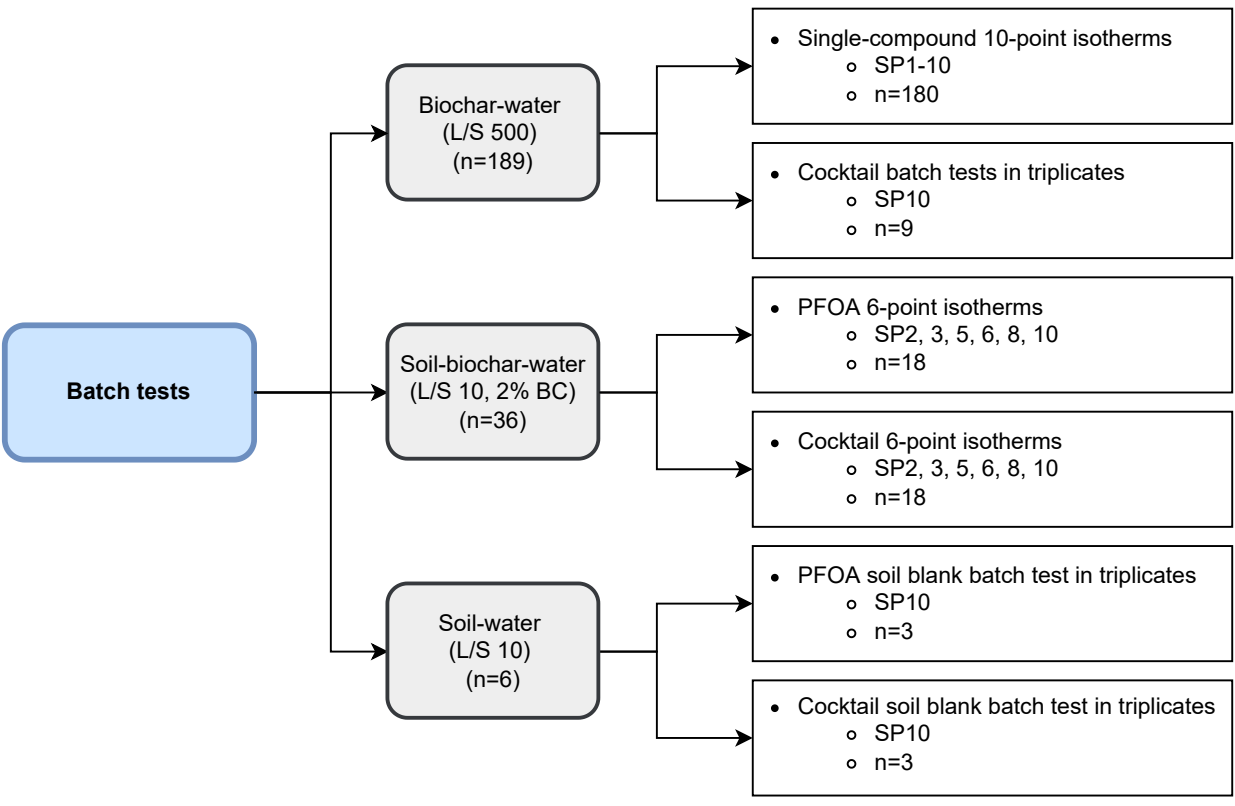 Batch tests
Biochar-water
(L/S 500)
(n=189)
Single-compound 10-point isotherms
SP1-10
n=180
Cocktail batch tests in triplicates
SP10
n=9
Soil-biochar-water
(L/S 10, 2% BC)
(n=36)
PFOA 6-point isotherms
SP2, 3, 5, 6, 8, 10
n=18
Cocktail 6-point isotherms
SP2, 3, 5, 6, 8, 10
n=18
Soil-water
(L/S 10)
(n=6)
PFOA soil blank batch test in triplicates
SP10
n=3
Cocktail soil blank batch test in triplicates
SP10
n=3